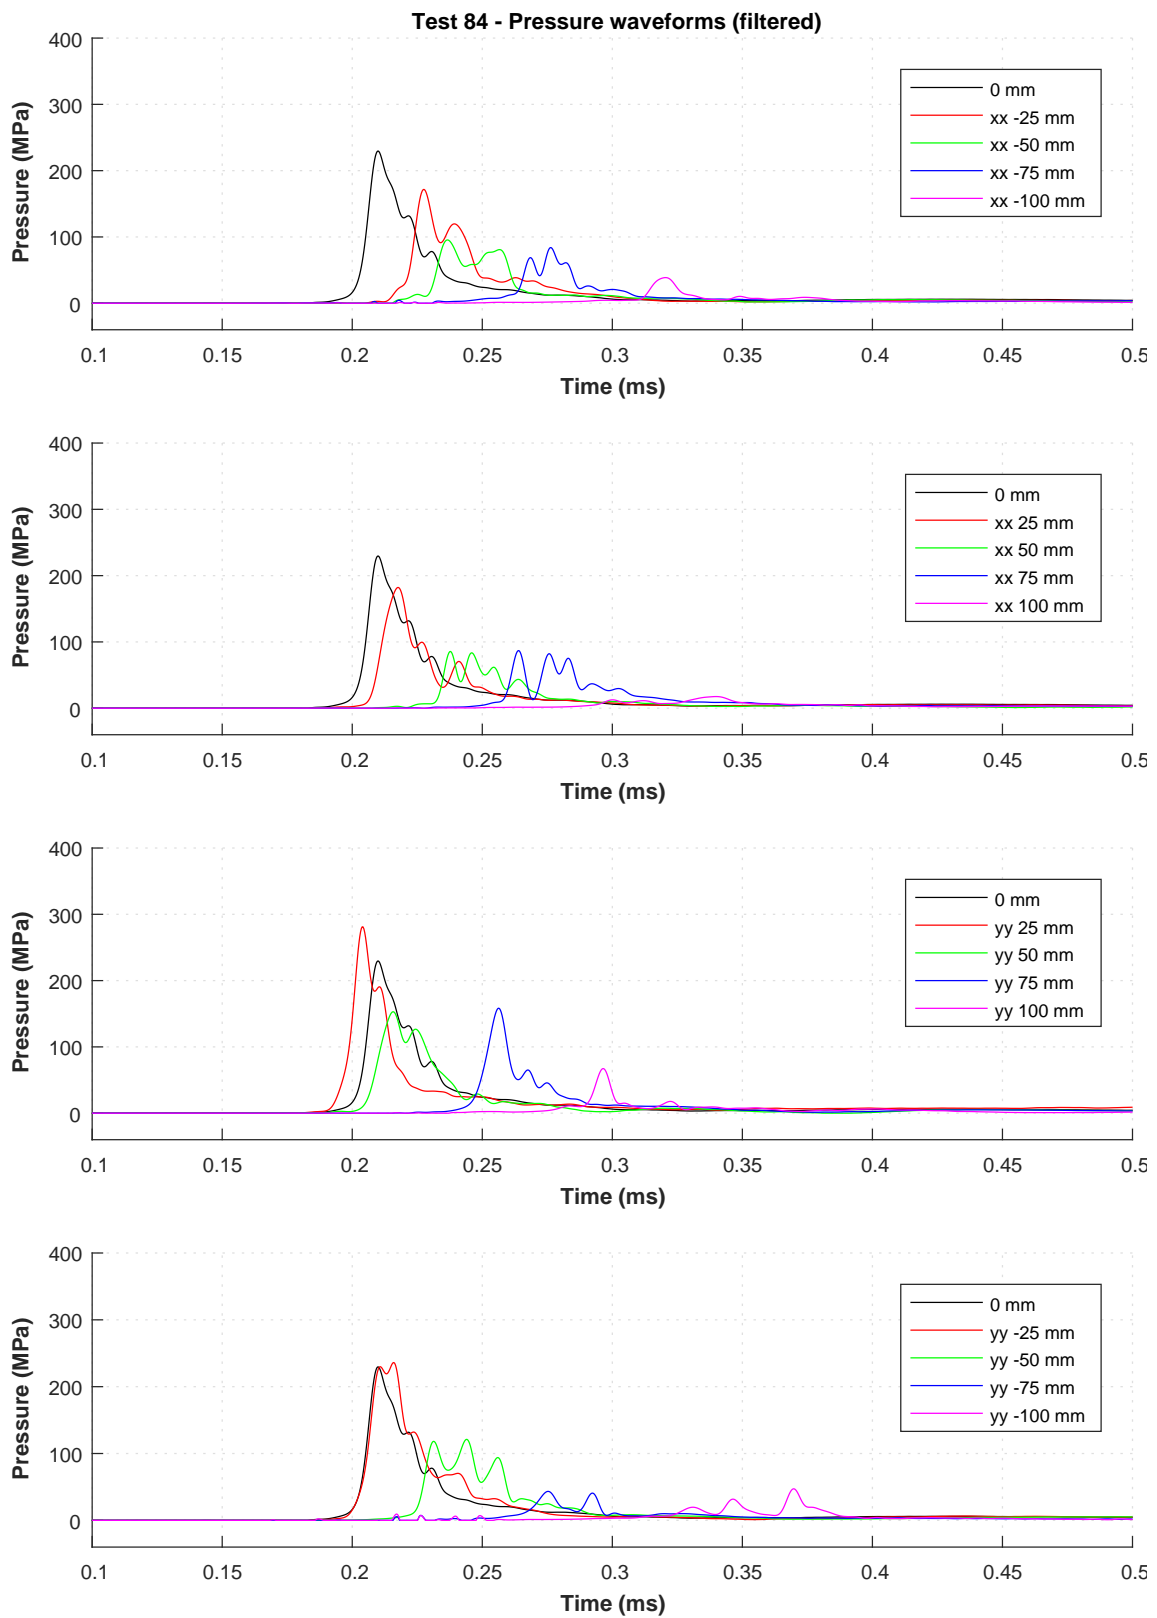 Test 84 - Pressure waveforms (filtered)
400
300
200
100
0
Pressure (MPa)
0 mm
xx -25 mm
xx -50 mm
xx -75 mm
xx -100 mm
0.1 0.15 0.2 0.25 0.3 0.35 0.4 0.45 0.5
Time (ms)
400
300
200
100
0
Pressure (MPa)
0 mm
xx 25 mm
xx 50 mm
xx 75 mm
xx 100 mm
0.1 0.15 0.2 0.25 0.3 0.35 0.4 0.45 0.5
Time (ms)
400
300
200
100
0
Pressure (MPa)
0 mm
yy 25 mm
yy 50 mm
yy 75 mm
yy 100 mm
0.1 0.15 0.2 0.25 0.3 0.35 0.4 0.45 0.5
Time (ms)
400
300
200
100
0
Pressure (MPa)
0 mm
yy -25 mm
yy -50 mm
yy -75 mm
yy -100 mm
0.1 0.15 0.2 0.25 0.3 0.35 0.4 0.45 0.5
Time (ms)